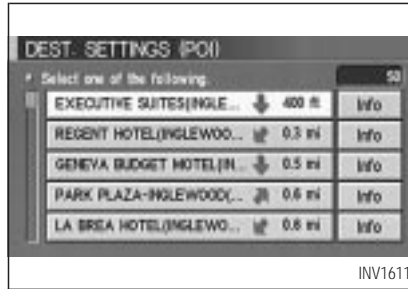 DEST. SETTINGS (POI)
Select one of the following. 50
EXECUTIVE SUITES(INGLE... 400 ft Info
REGENT HOTEL(INGLEWOO... 0.3 mi Info
GENEVA BUDGET MOTEL(IN... 0.5 mi Info
PARK PLAZA-INGLEWOOD(... 0.6 mi Info
LA BREA HOTEL(INGLEWO... 0.6 mi Info
INV1611